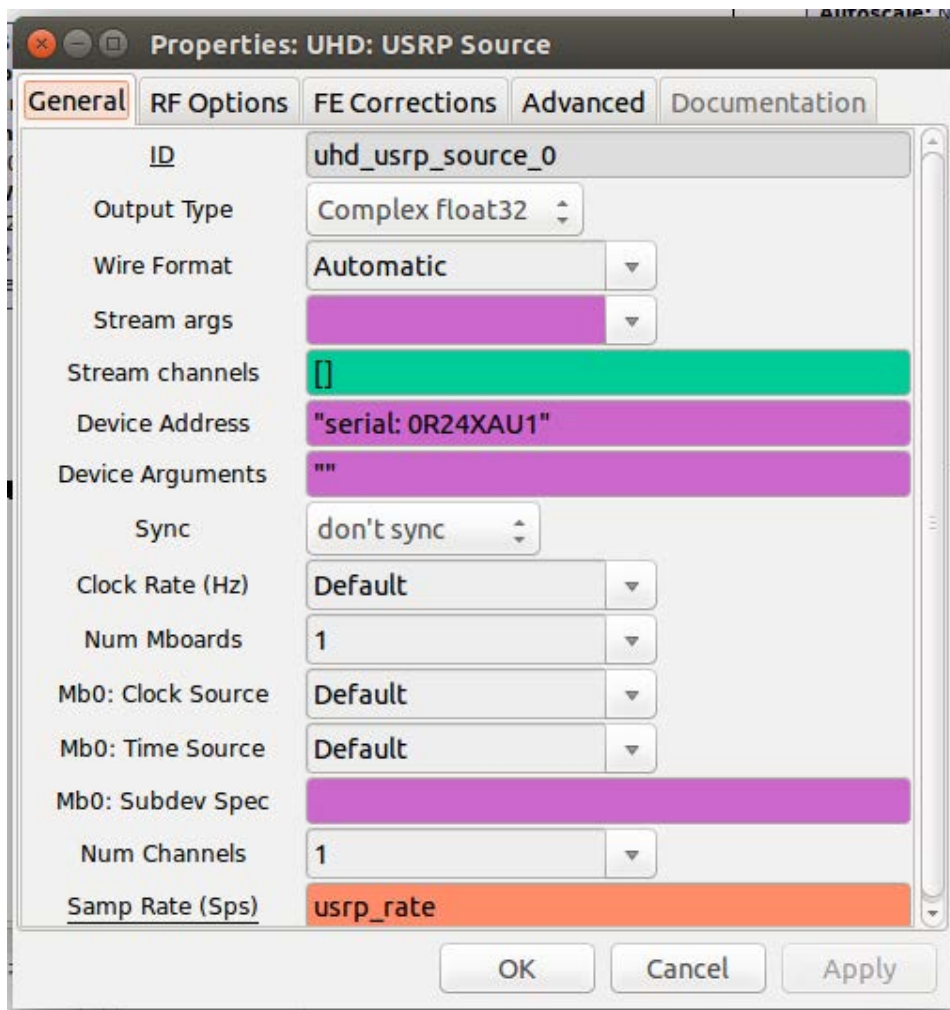 Autoscale: N
Properties: UHD: USRP Source
General RF Options FE Corrections Advanced Documentation
ID uhd_usrp_source_0
Output Type Complex float32
Wire Format Automatic
Stream args
Stream channels []
Device Address "serial: 0R24XAU1"
Device Arguments ""
Sync don't sync
Clock Rate (Hz) Default
Num Mboards 1
Mb0: Clock Source Default
Mb0: Time Source Default
Mb0: Subdev Spec
Num Channels 1
Samp Rate (Sps) usrp_rate
OK Cancel Apply